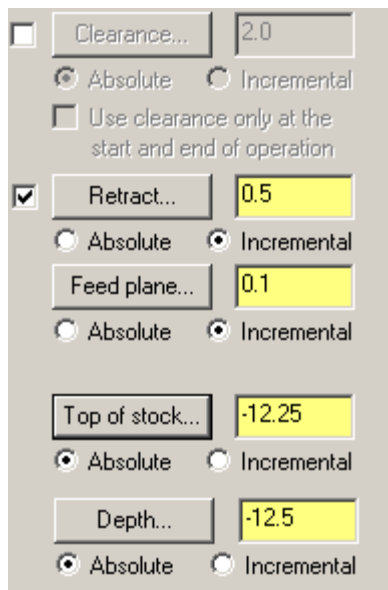 Clearance... 2.0
Absolute Incremental
Use clearance only at the
start and end of operation
Retract... 0.5
Absolute Incremental
Feed plane... 0.1
Absolute Incremental
Top of stock... -12.25
Absolute Incremental
Depth... -12.5
Absolute Incremental